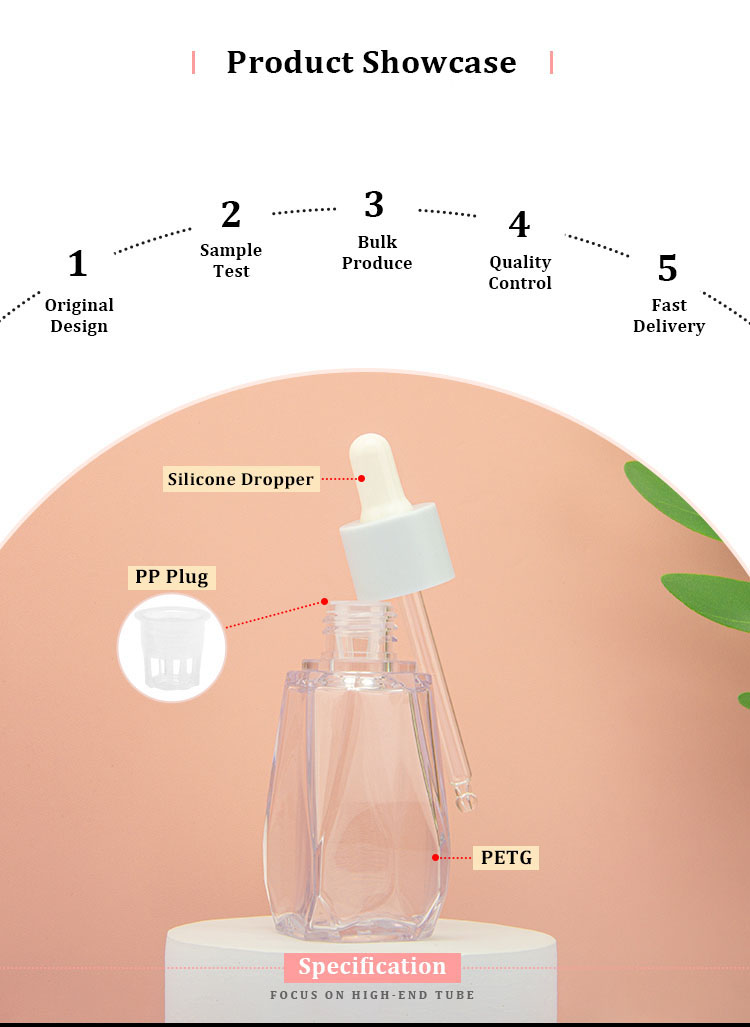 Product Showcase
1
Original
Design
2
Sample
Test
3
Bulk
Produce
4
Quality
Control
5
Fast
Delivery
Silicone Dropper
PP Plug
PETG
Specification
FOCUS ON HIGH-END TUBE